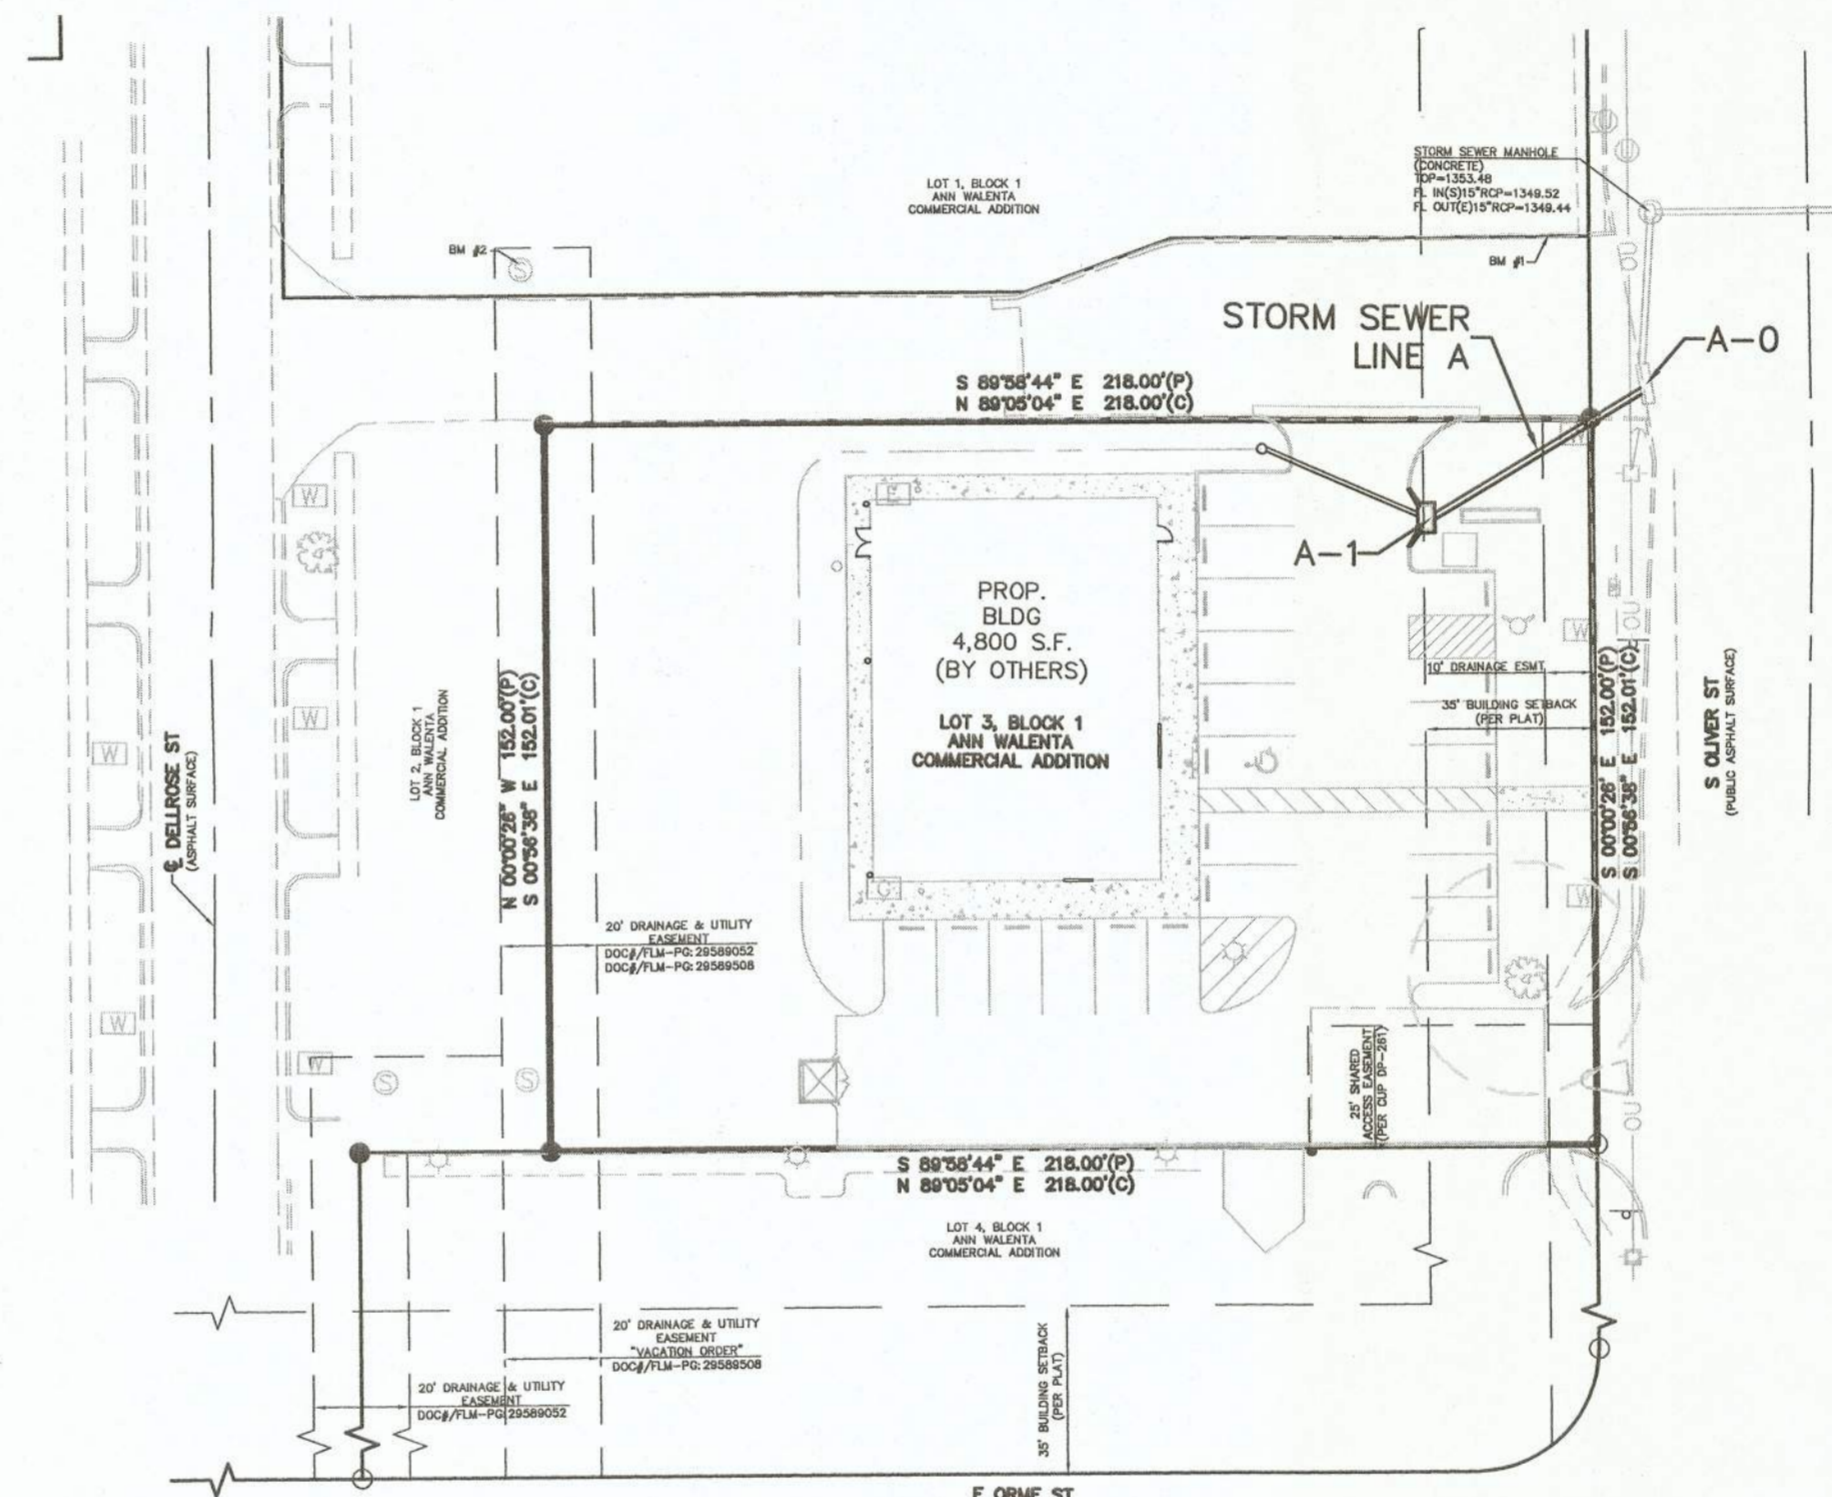 LOT 1, BLOCK 1
ANN WALENTA
COMMERCIAL ADDITION
STORM SEWER MANHOLE
(CONCRETE)
TOP=1353.48
FL IN(S)15"RCP=1349.52
FL OUT(E)15"RCP=1349.44
BM #2
BM #1
STORM SEWER
LINE A
A-0
S 89°58'44" E 218.00'(P)
N 89°05'04" E 218.00'(C)
A-1
W
W
W
W
W
W
W
W
W
E
G
S
S
S
OU
OU
OU
PROP.
BLDG
4,800 S.F.
(BY OTHERS)
LOT 3, BLOCK 1
ANN WALENTA
COMMERCIAL ADDITION
10' DRAINAGE ESMT
35' BUILDING SETBACK
(PER PLAT)
S 00°00'26" E 152.00'(P)
S 00°56'38" E 152.01'(C)
S OLIVER ST
(PUBLIC ASPHALT SURFACE)
LOT 2, BLOCK 1
ANN WALENTA
COMMERCIAL ADDITION
N 00°00'26" W 152.00'(P)
S 00°56'38" E 152.01'(C)
℄ DELLROSE ST
(ASPHALT SURFACE)
20' DRAINAGE & UTILITY
EASEMENT
DOC#/FLM-PG: 29589052
DOC#/FLM-PG: 29589508
25' SHARED
ACCESS EASEMENT
(PER CUP DP-261)
S 89°58'44" E 218.00'(P)
N 89°05'04" E 218.00'(C)
LOT 4, BLOCK 1
ANN WALENTA
COMMERCIAL ADDITION
20' DRAINAGE & UTILITY
EASEMENT
"VACATION ORDER"
DOC#/FLM-PG: 29589508
20' DRAINAGE & UTILITY
EASEMENT
DOC#/FLM-PG: 29589052
35' BUILDING SETBACK
(PER PLAT)
E ORME ST